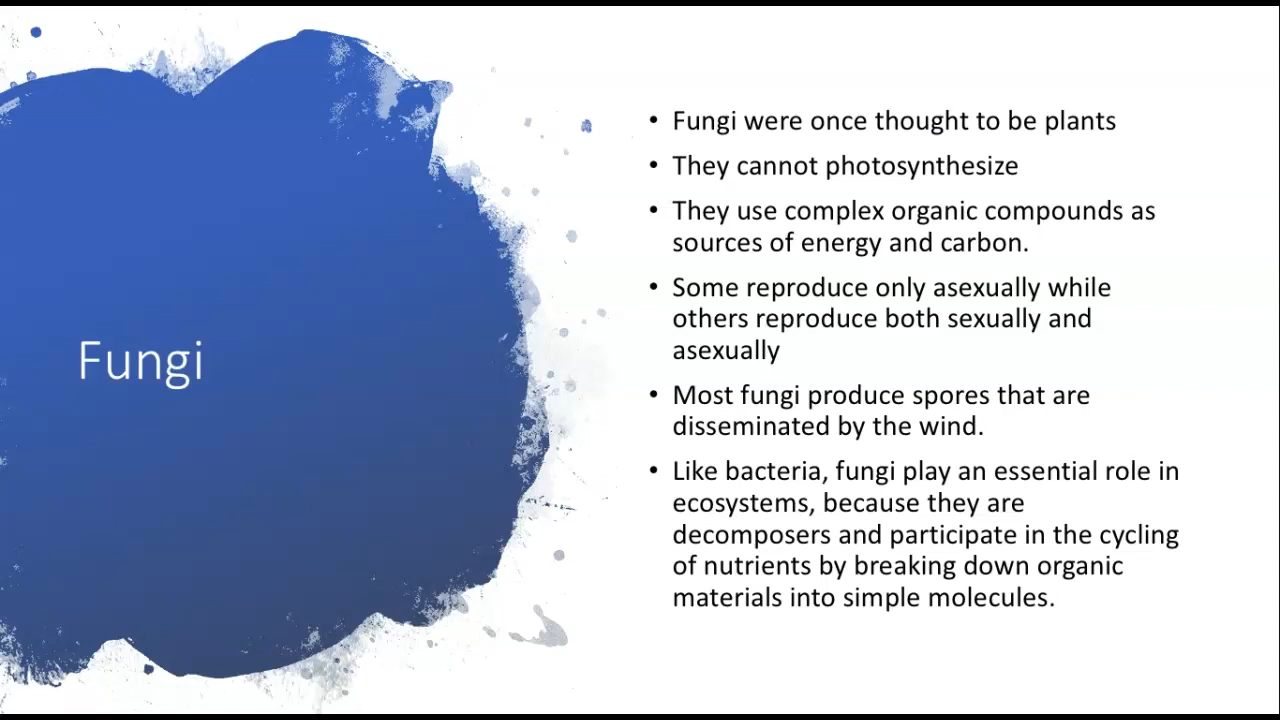 Fungi
• Fungi were once thought to be plants
• They cannot photosynthesize
• They use complex organic compounds as
sources of energy and carbon.
• Some reproduce only asexually while
others reproduce both sexually and
asexually
• Most fungi produce spores that are
disseminated by the wind.
• Like bacteria, fungi play an essential role in
ecosystems, because they are
decomposers and participate in the cycling
of nutrients by breaking down organic
materials into simple molecules.